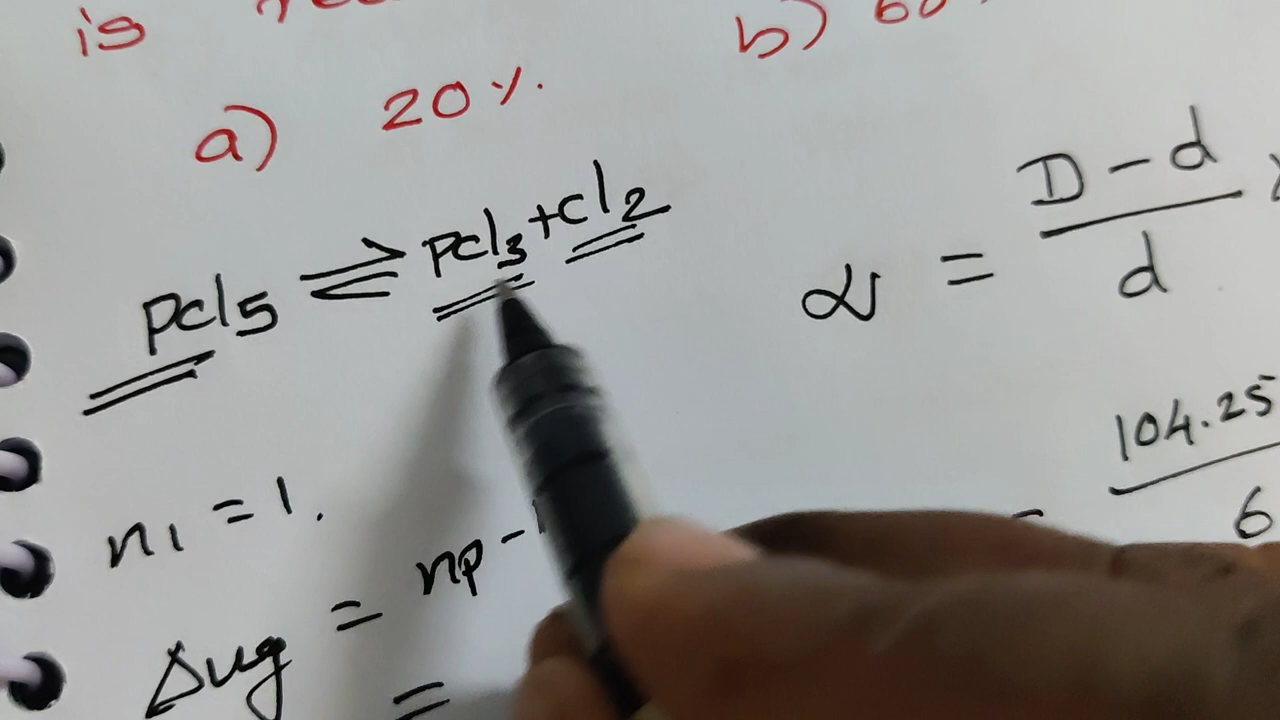 is
b) 60
a) 20%.
PCl5 ⇌ PCl3 + Cl2
α = D - d / d
104.25 / 6
n1 = 1.
Δng = np -
=
=